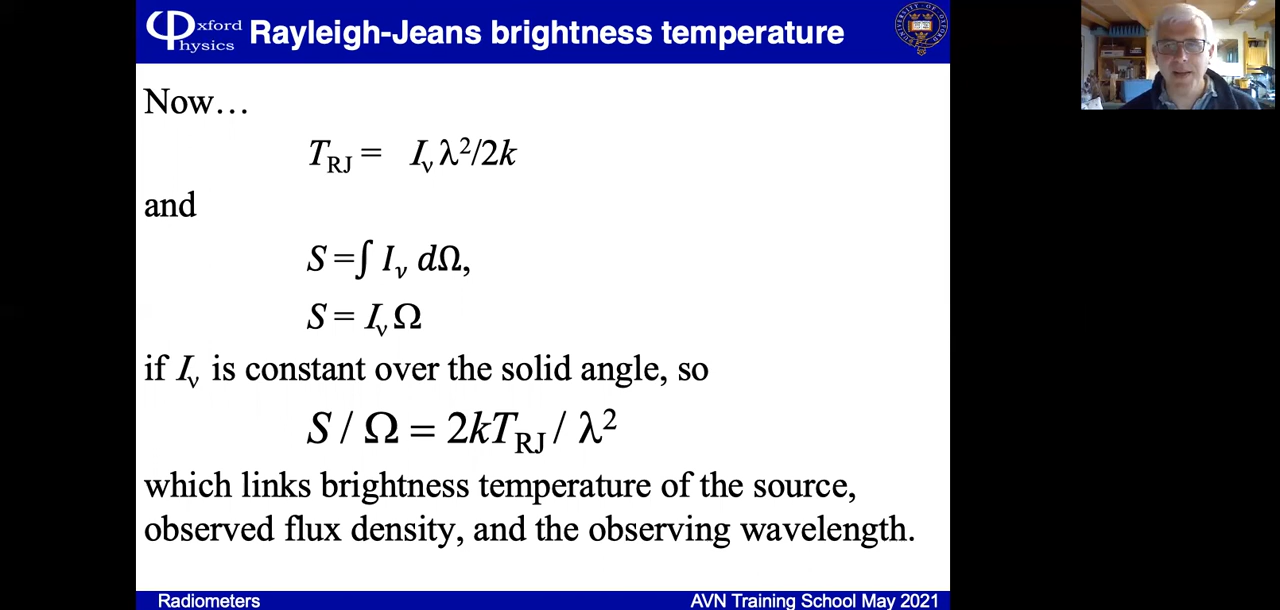 Oxford Physics
Rayleigh-Jeans brightness temperature
Now…
T_RJ = I_ν λ²/2k
and
S = ∫ I_ν dΩ,
S = I_ν Ω
if I_ν is constant over the solid angle, so
S / Ω = 2kT_RJ / λ²
which links brightness temperature of the source,
observed flux density, and the observing wavelength.
Radiometers
AVN Training School May 2021